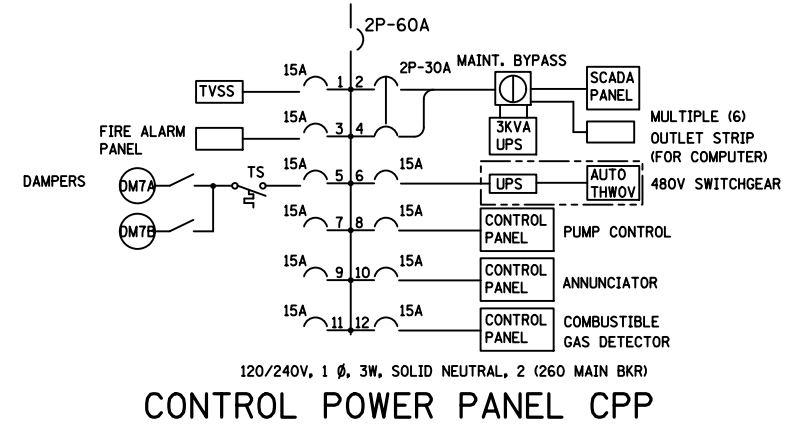 2P-60A
15A
1 2
2P-30A
MAINT. BYPASS
TVSS
SCADA
PANEL
15A
3 4
FIRE ALARM
PANEL
3KVA
UPS
MULTIPLE (6)
OUTLET STRIP
(FOR COMPUTER)
DAMPERS
DM7A
TS
15A
5 6
15A
UPS
AUTO
THWOV
480V SWITCHGEAR
DM7B
15A
7 8
15A
CONTROL
PANEL
PUMP CONTROL
15A
9 10
15A
CONTROL
PANEL
ANNUNCIATOR
15A
11 12
15A
CONTROL
PANEL
COMBUSTIBLE
GAS DETECTOR
120/240V, 1 Ø, 3W, SOLID NEUTRAL, 2 (260 MAIN BKR)
CONTROL POWER PANEL CPP